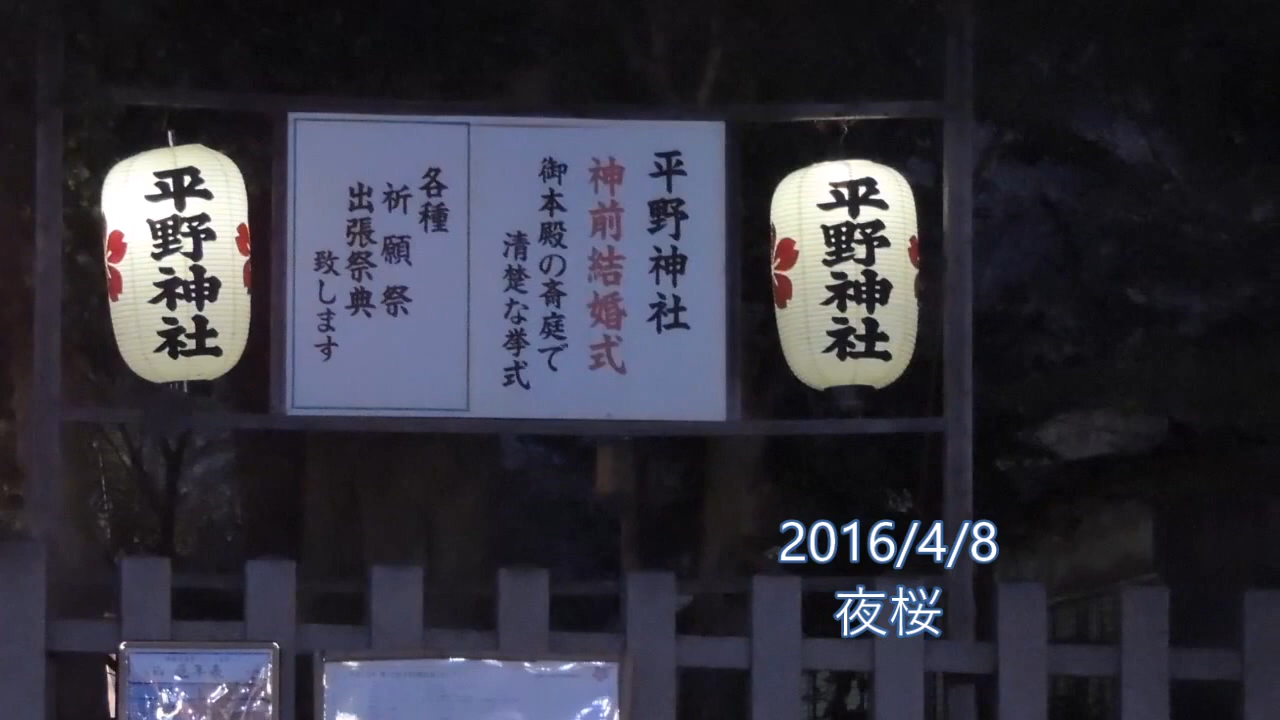 平野神社
平野神社
神前結婚式
御本殿の斎庭で
清楚な挙式
各種
祈願祭
出張祭典
致します
平野神社
2016/4/8
夜桜